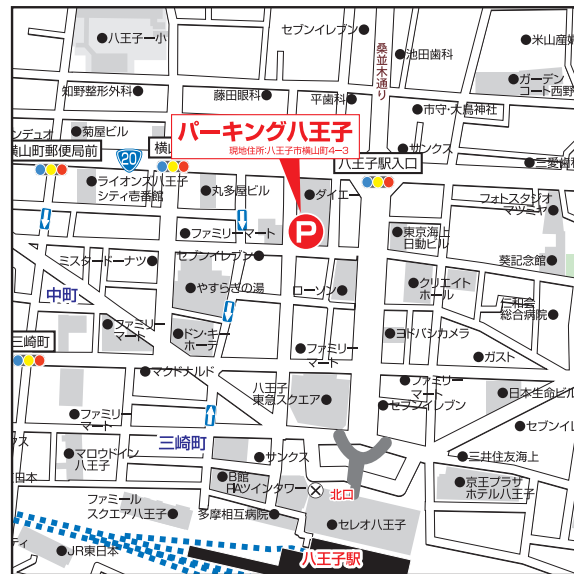 セブンイレブン
八王子一小
桑並木通り
池田歯科
米山産婦
知野整形外科
藤田眼科
平歯科
ガーデン
コート西野
市守・大鳥神社
パーキング八王子
現地住所:八王子市横山町4−3
ンデュオ
菊屋ビル
横山町郵便局前
20
横山
サンクス
八王子駅入口
三愛歯科
ライオンズ八王子
シティ壱番館
丸多屋ビル
ダイエー
フォトスタジオ
マツミヤ
P
ファミリーマート
東京海上
日動ビル
ミスタードーナツ
セブンイレブン
葵記念館
中町
やすらぎの湯
ローソン
クリエイト
ホール
仁和会
総合病院
ファミリー
マート
ドン・キ
ホーテ
ヨドバシカメラ
三崎町
ファミリー
マート
ガスト
マクドナルド
八王子
東急スクエア
ファミリー
マート
日本生命ビル
セブンイレブン
ファミリー
マート
三崎町
セブンイレ
クス
マロウドイン
八王子
サンクス
三井住友海上
日本
B館
RAツインタワー
北口
京王プラザ
ホテル八王子
ファミール
スクエア八王子
多摩相互病院
セレオ八王子
ティ
JR東日本
八王子駅